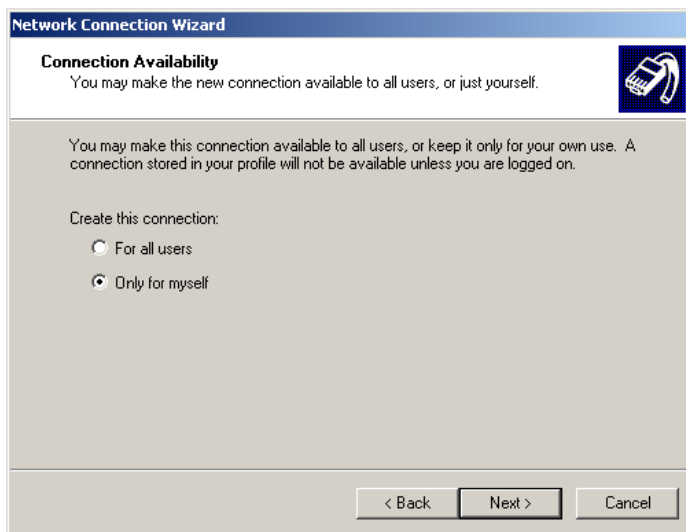 Network Connection Wizard
Connection Availability
You may make the new connection available to all users, or just yourself.
You may make this connection available to all users, or keep it only for your own use.  A
connection stored in your profile will not be available unless you are logged on.
Create this connection:
For all users
Only for myself
< Back
Next >
Cancel